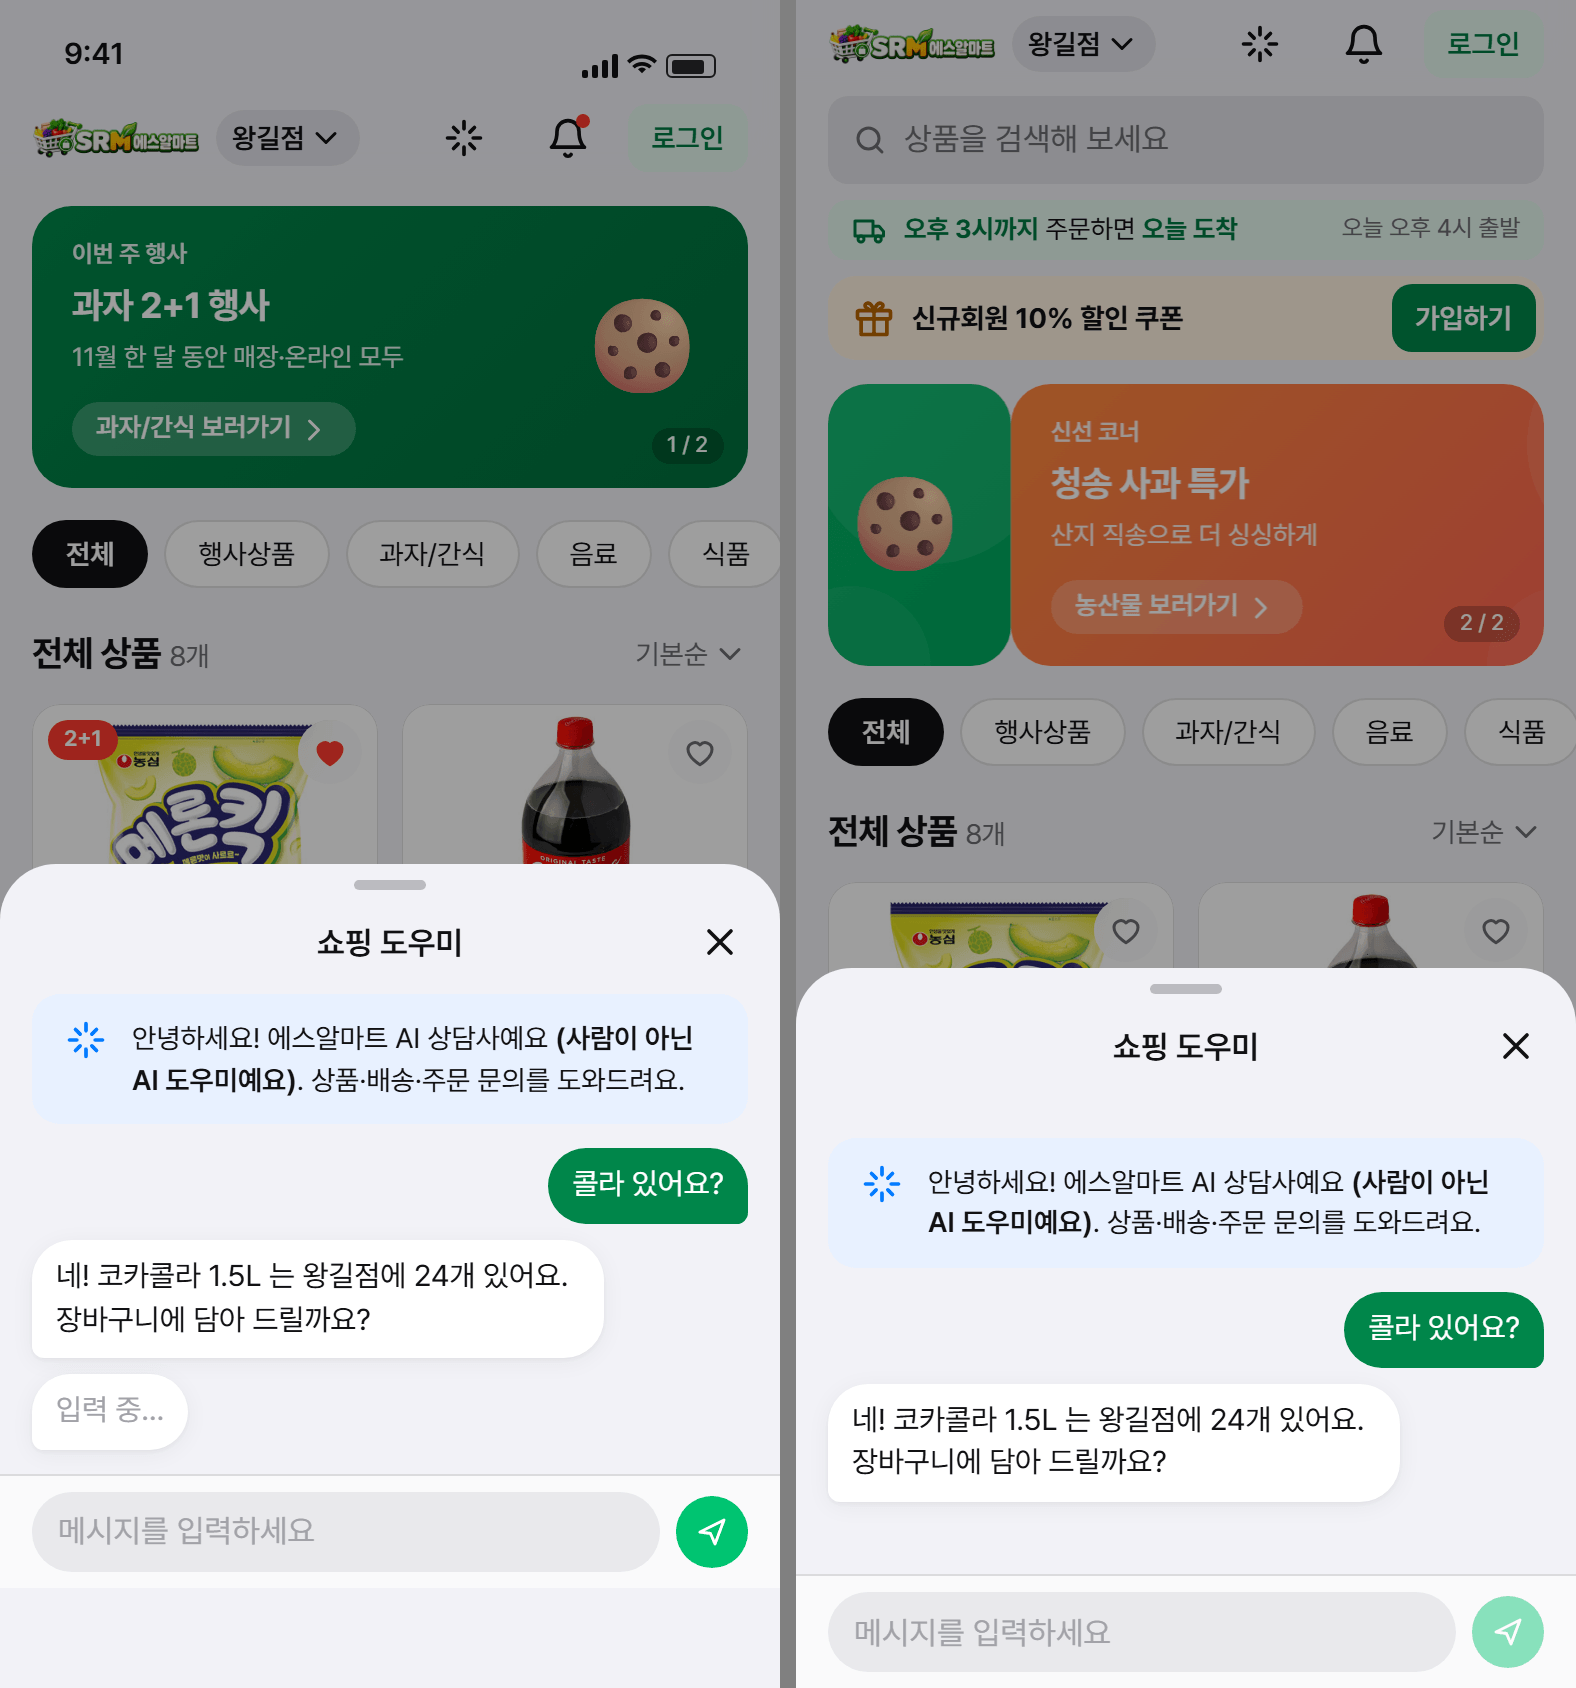 9:41
SRM 에스알마트
왕길점
로그인
이번 주 행사
과자 2+1 행사
11월 한 달 동안 매장·온라인 모두
과자/간식 보러가기
1 / 2
전체
행사상품
과자/간식
음료
식품
전체 상품 8개
기본순
2+1
농심
메론킥
ORIGINAL TASTE
쇼핑 도우미
안녕하세요! 에스알마트 AI 상담사예요 (사람이 아닌
AI 도우미예요). 상품·배송·주문 문의를 도와드려요.
콜라 있어요?
네! 코카콜라 1.5L 는 왕길점에 24개 있어요.
장바구니에 담아 드릴까요?
입력 중...
메시지를 입력하세요
SRM 에스알마트
왕길점
로그인
상품을 검색해 보세요
오후 3시까지 주문하면 오늘 도착
오늘 오후 4시 출발
신규회원 10% 할인 쿠폰
가입하기
신선 코너
청송 사과 특가
산지 직송으로 더 싱싱하게
농산물 보러가기
2 / 2
전체
행사상품
과자/간식
음료
식품
전체 상품 8개
기본순
농심
쇼핑 도우미
안녕하세요! 에스알마트 AI 상담사예요 (사람이 아닌
AI 도우미예요). 상품·배송·주문 문의를 도와드려요.
콜라 있어요?
네! 코카콜라 1.5L 는 왕길점에 24개 있어요.
장바구니에 담아 드릴까요?
메시지를 입력하세요